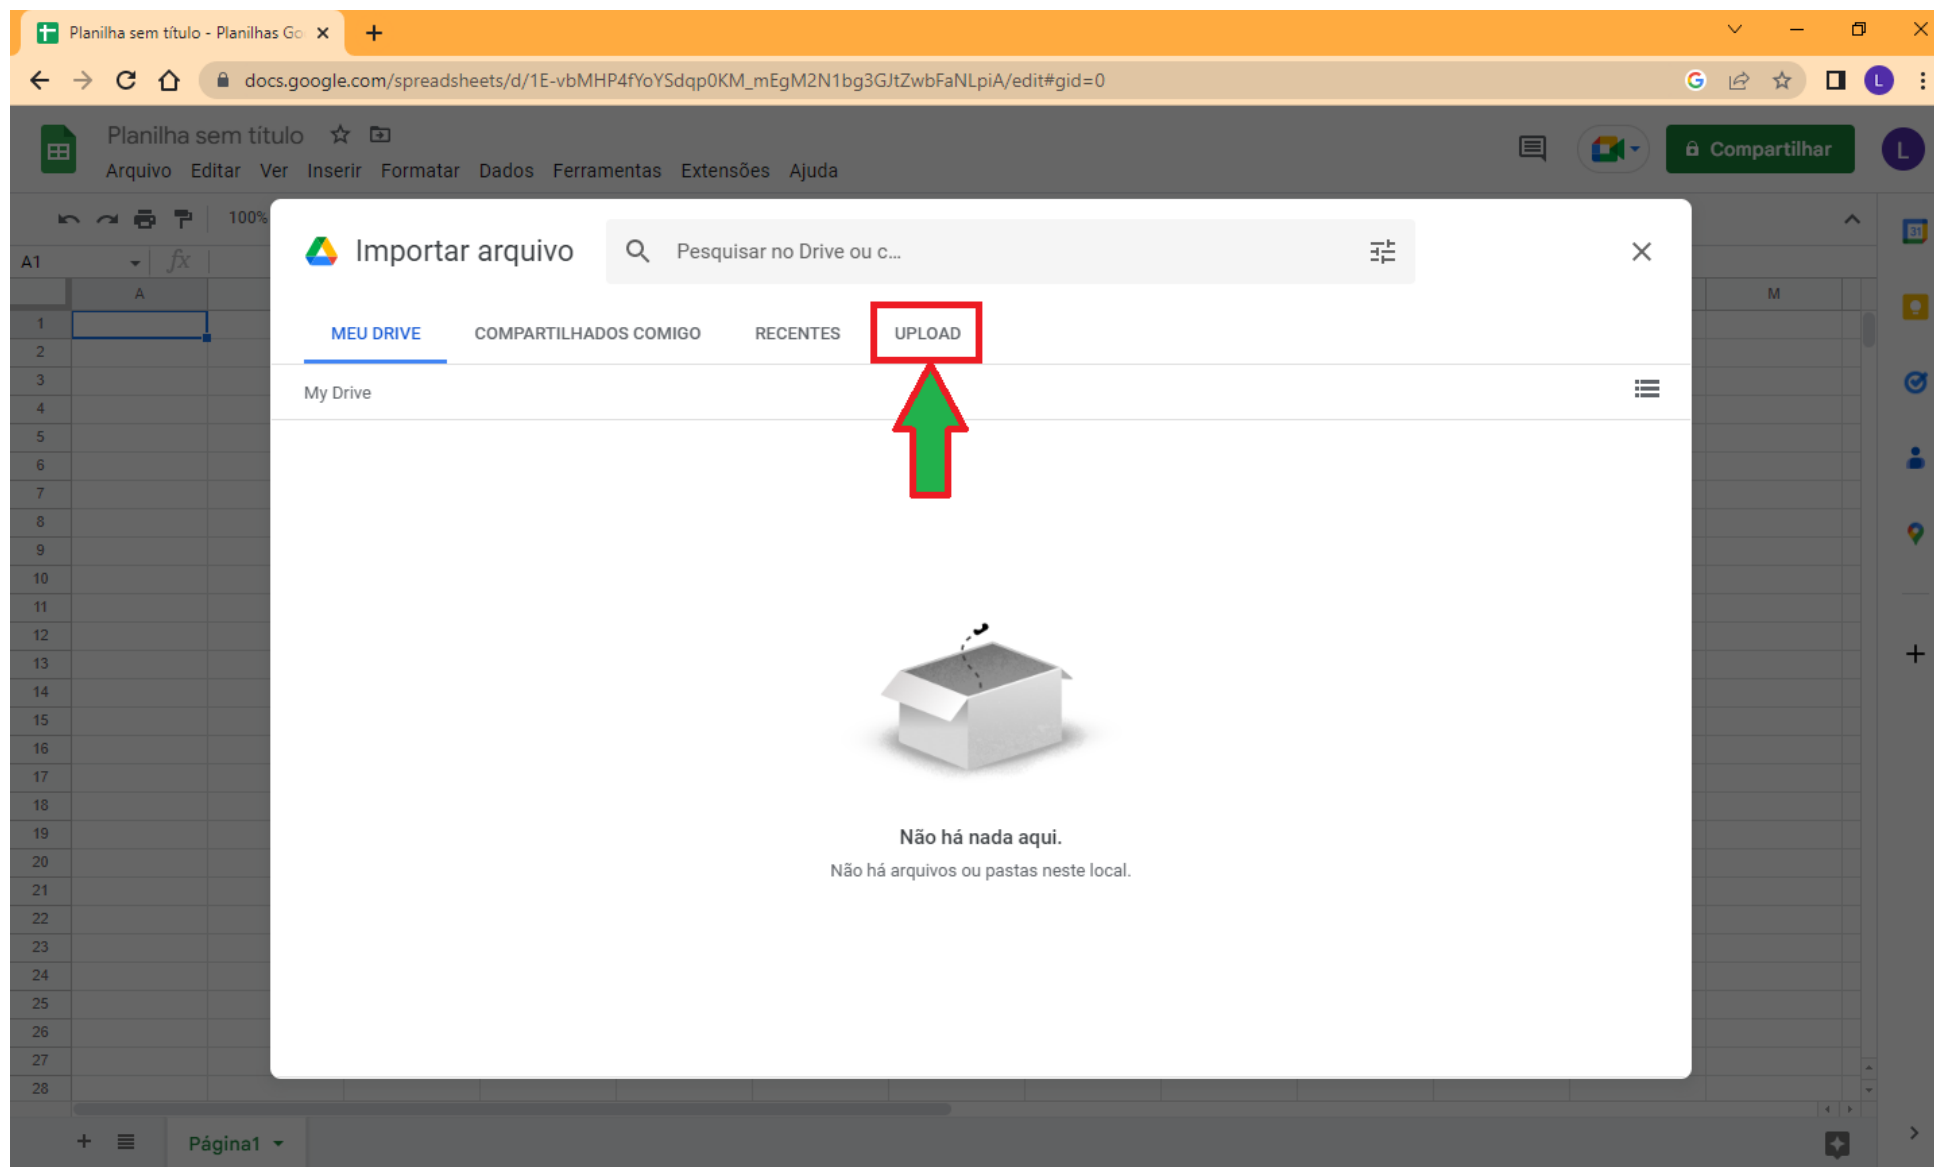 Planilha sem título - Planilhas Go
docs.google.com/spreadsheets/d/1E-vbMHP4fYoYSdqp0KM_mEgM2N1bg3GJtZwbFaNLpiA/edit#gid=0
L
Planilha sem título
Compartilhar
L
Arquivo Editar Ver Inserir Formatar Dados Ferramentas Extensões Ajuda
100%
31
Importar arquivo
Pesquisar no Drive ou c...
A1
fx
A
M
MEU DRIVE
COMPARTILHADOS COMIGO
RECENTES
UPLOAD
My Drive
1
2
3
4
5
6
7
8
9
10
11
12
13
14
15
16
17
18
19
20
21
22
23
24
25
26
27
28
Não há nada aqui.
Não há arquivos ou pastas neste local.
Página1